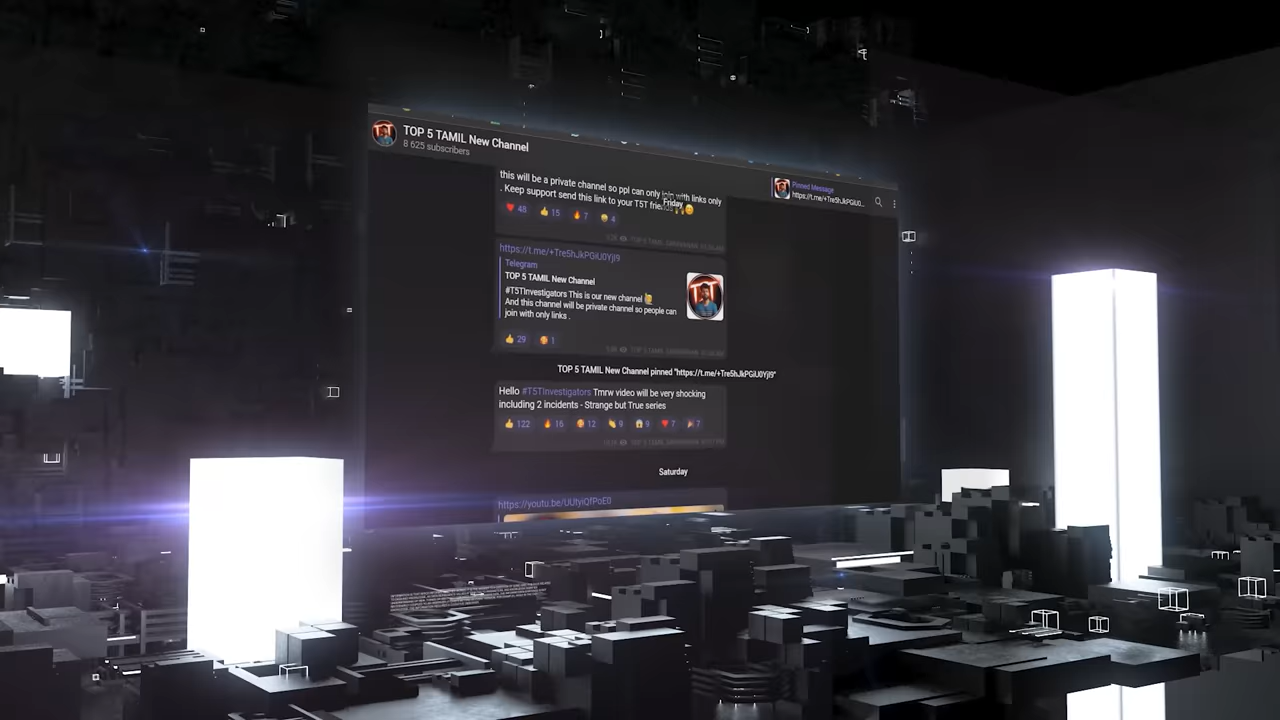 TOP 5 TAMIL New Channel
8 625 subscribers
Pinned Message
https://t.me/+Tre5hJkPGiU0...
this will be a private channel so ppl can only join with links only
. Keep support send this link to your T5T friends 🙌😊
Friday
❤️ 48 👍 15 🔥 7 4
https://t.me/+Tre5hJkPGiU0YjI9
Telegram
TOP 5 TAMIL New Channel
#T5TInvestigators This is our new channel 🥳
And this channel will be private channel so people can
join with only links .
👍 29 🥰 1
TOP 5 TAMIL New Channel pinned "https://t.me/+Tre5hJkPGiU0YjI9"
Hello #T5TInvestigators Tmrw video will be very shocking
including 2 incidents - Strange but True series
👍 122 🔥 16 🥰 12 👏 9 😱 9 ❤️ 7 🎉 7
Saturday
https://youtu.be/UUtyiQfPoE0